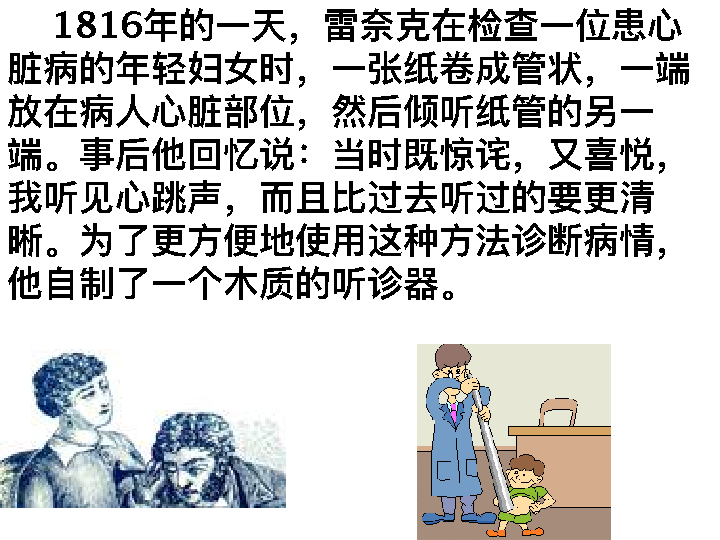 1816年的一天，雷奈克在检查一位患心
脏病的年轻妇女时，一张纸卷成管状，一端
放在病人心脏部位，然后倾听纸管的另一
端。事后他回忆说：当时既惊诧，又喜悦，
我听见心跳声，而且比过去听过的要更清
晰。为了更方便地使用这种方法诊断病情，
他自制了一个木质的听诊器。